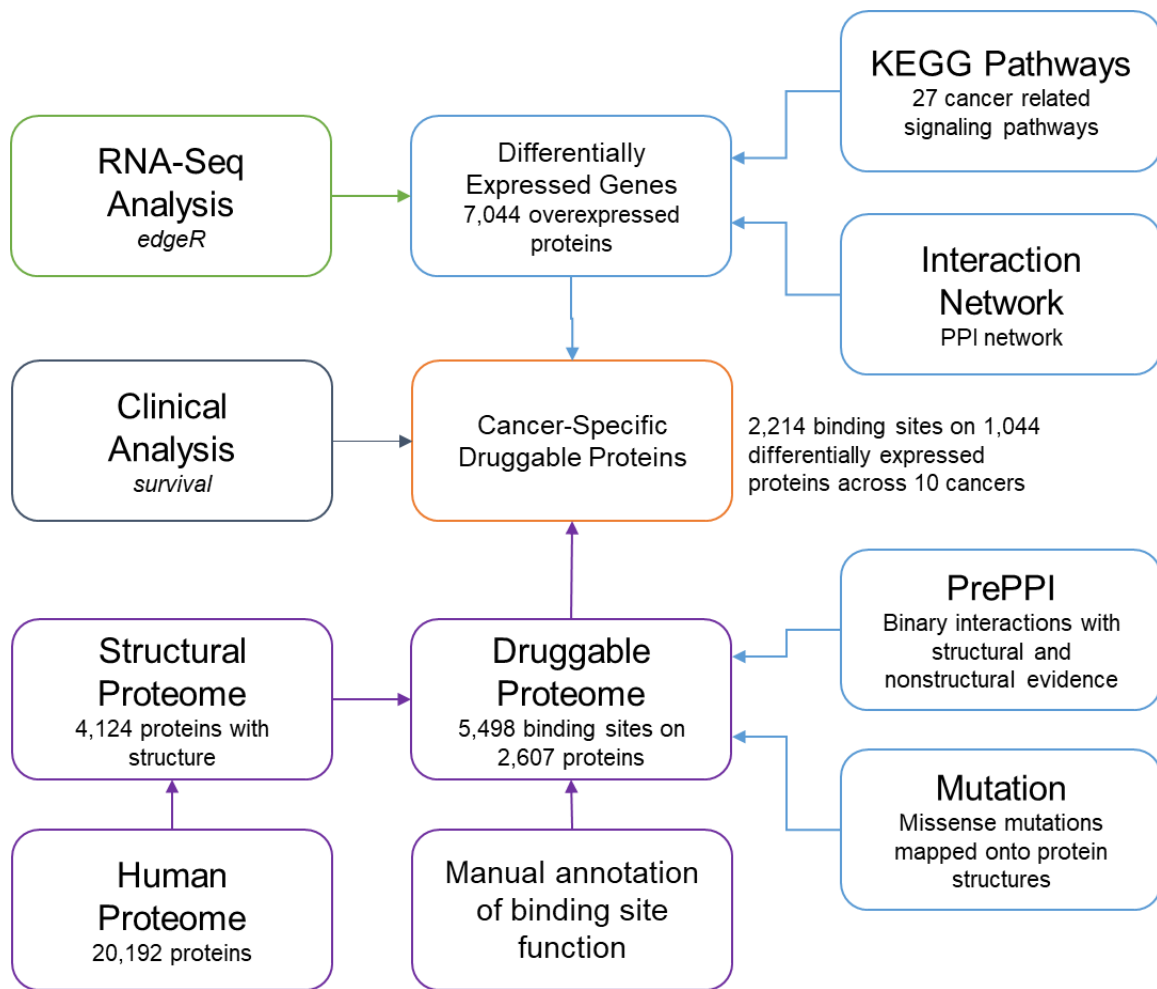 KEGG Pathways
27 cancer related
signaling pathways
RNA-Seq
Analysis
edgeR
Differentially
Expressed Genes
7,044 overexpressed
proteins
Interaction
Network
PPI network
Clinical
Analysis
survival
Cancer-Specific
Druggable Proteins
2,214 binding sites on 1,044
differentially expressed
proteins across 10 cancers
PrePPI
Binary interactions with
structural and
nonstructural evidence
Structural
Proteome
4,124 proteins with
structure
Druggable
Proteome
5,498 binding sites on
2,607 proteins
Mutation
Missense mutations
mapped onto protein
structures
Human
Proteome
20,192 proteins
Manual annotation
of binding site
function